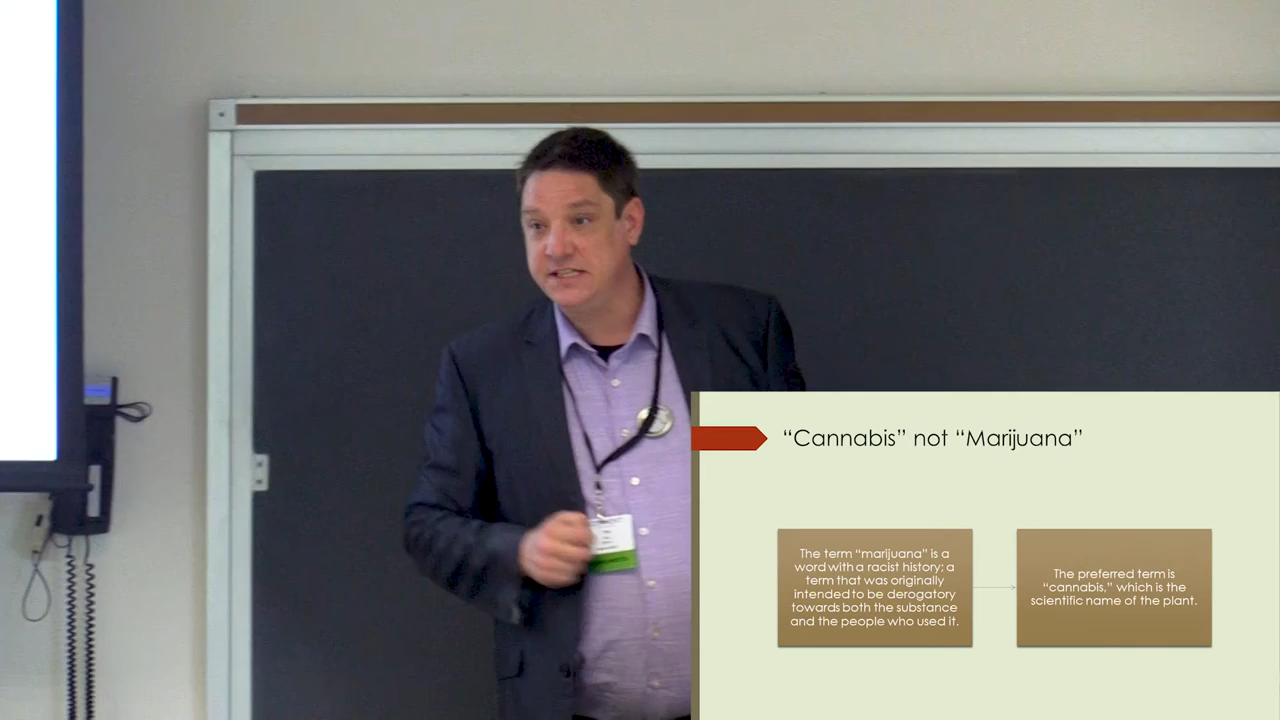 “Cannabis” not “Marijuana”
The term “marijuana” is a
word with a racist history; a
term that was originally
intended to be derogatory
towards both the substance
and the people who used it.
The preferred term is
“cannabis,” which is the
scientific name of the plant.